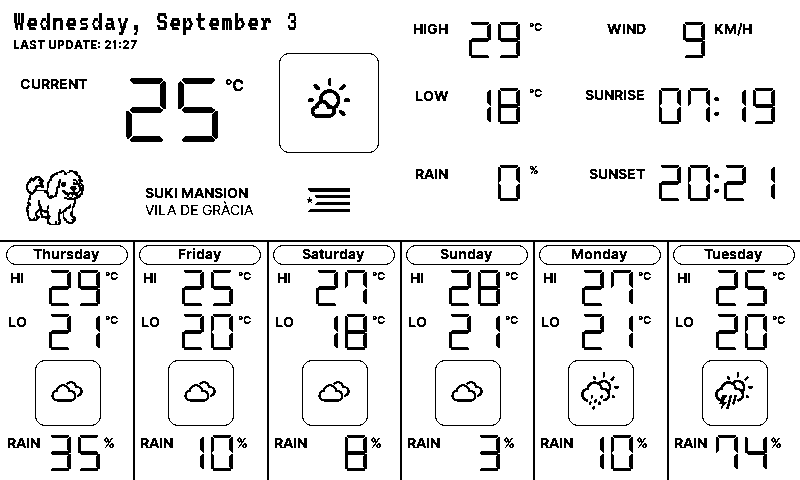 Wednesday, September 3
LAST UPDATE: 21:27
CURRENT 25 °C
SUKI MANSION
VILA DE GRÀCIA
HIGH 29 °C
WIND 9 KM/H
LOW 18 °C
SUNRISE 07:19
RAIN 0 %
SUNSET 20:21
Thursday
HI 29 °C
LO 21 °C
RAIN 35 %
Friday
HI 25 °C
LO 20 °C
RAIN 10 %
Saturday
HI 27 °C
LO 18 °C
RAIN 8 %
Sunday
HI 28 °C
LO 21 °C
RAIN 3 %
Monday
HI 27 °C
LO 21 °C
RAIN 10 %
Tuesday
HI 25 °C
LO 20 °C
RAIN 74 %